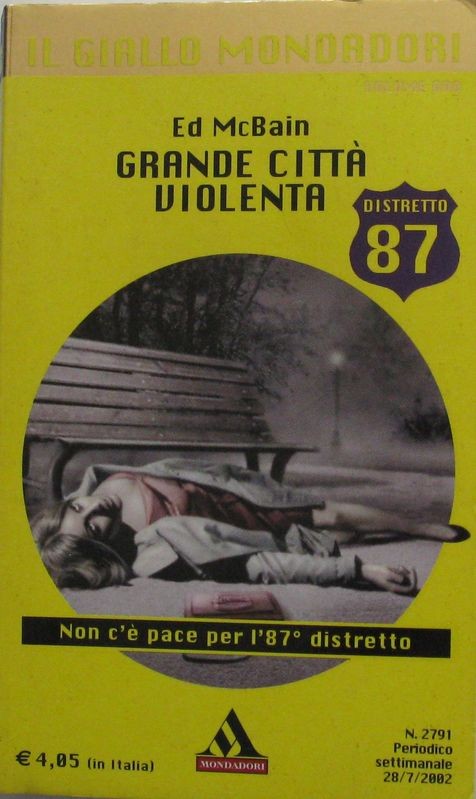 IL GIALLO MONDADORI
Ed McBain
GRANDE CITTÀ
VIOLENTA
DISTRETTO
87
Non c'è pace per l'87° distretto
MONDADORI
€ 4,05 (in Italia)
N. 2791
Periodico
settimanale
28/7/2002